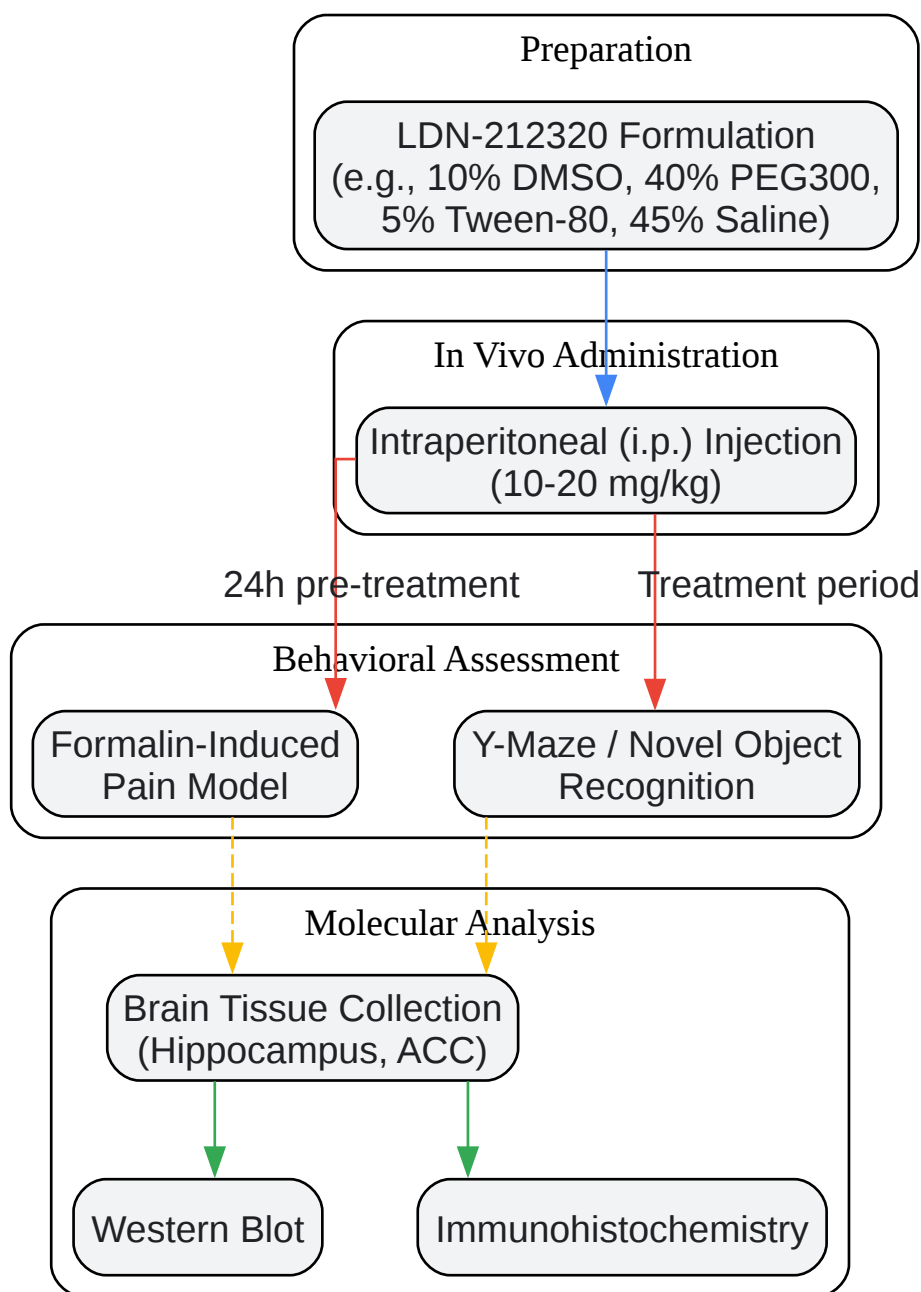 Preparation
LDN-212320 Formulation
(e.g., 10% DMSO, 40% PEG300,
5% Tween-80, 45% Saline)
In Vivo Administration
Intraperitoneal (i.p.) Injection
(10-20 mg/kg)
24h pre-treatment
Treatment period
Behavioral Assessment
Formalin-Induced
Pain Model
Y-Maze / Novel Object
Recognition
Molecular Analysis
Brain Tissue Collection
(Hippocampus, ACC)
Western Blot
Immunohistochemistry